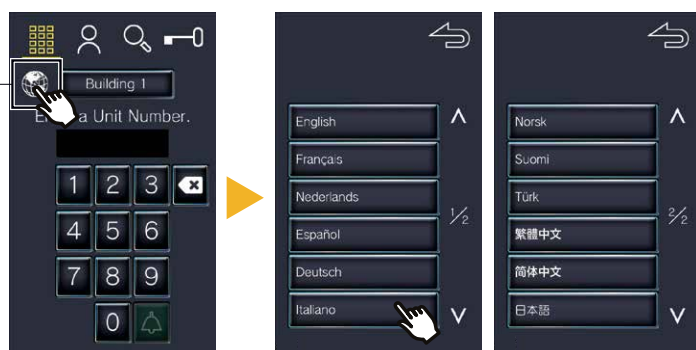 Building 1
En a Unit Number.
1 2 3
4 5 6
7 8 9
0
English
Français
Nederlands
Español
Deutsch
Italiano
1/2
Norsk
Suomi
Türk
繁體中文
简体中文
日本語
2/2